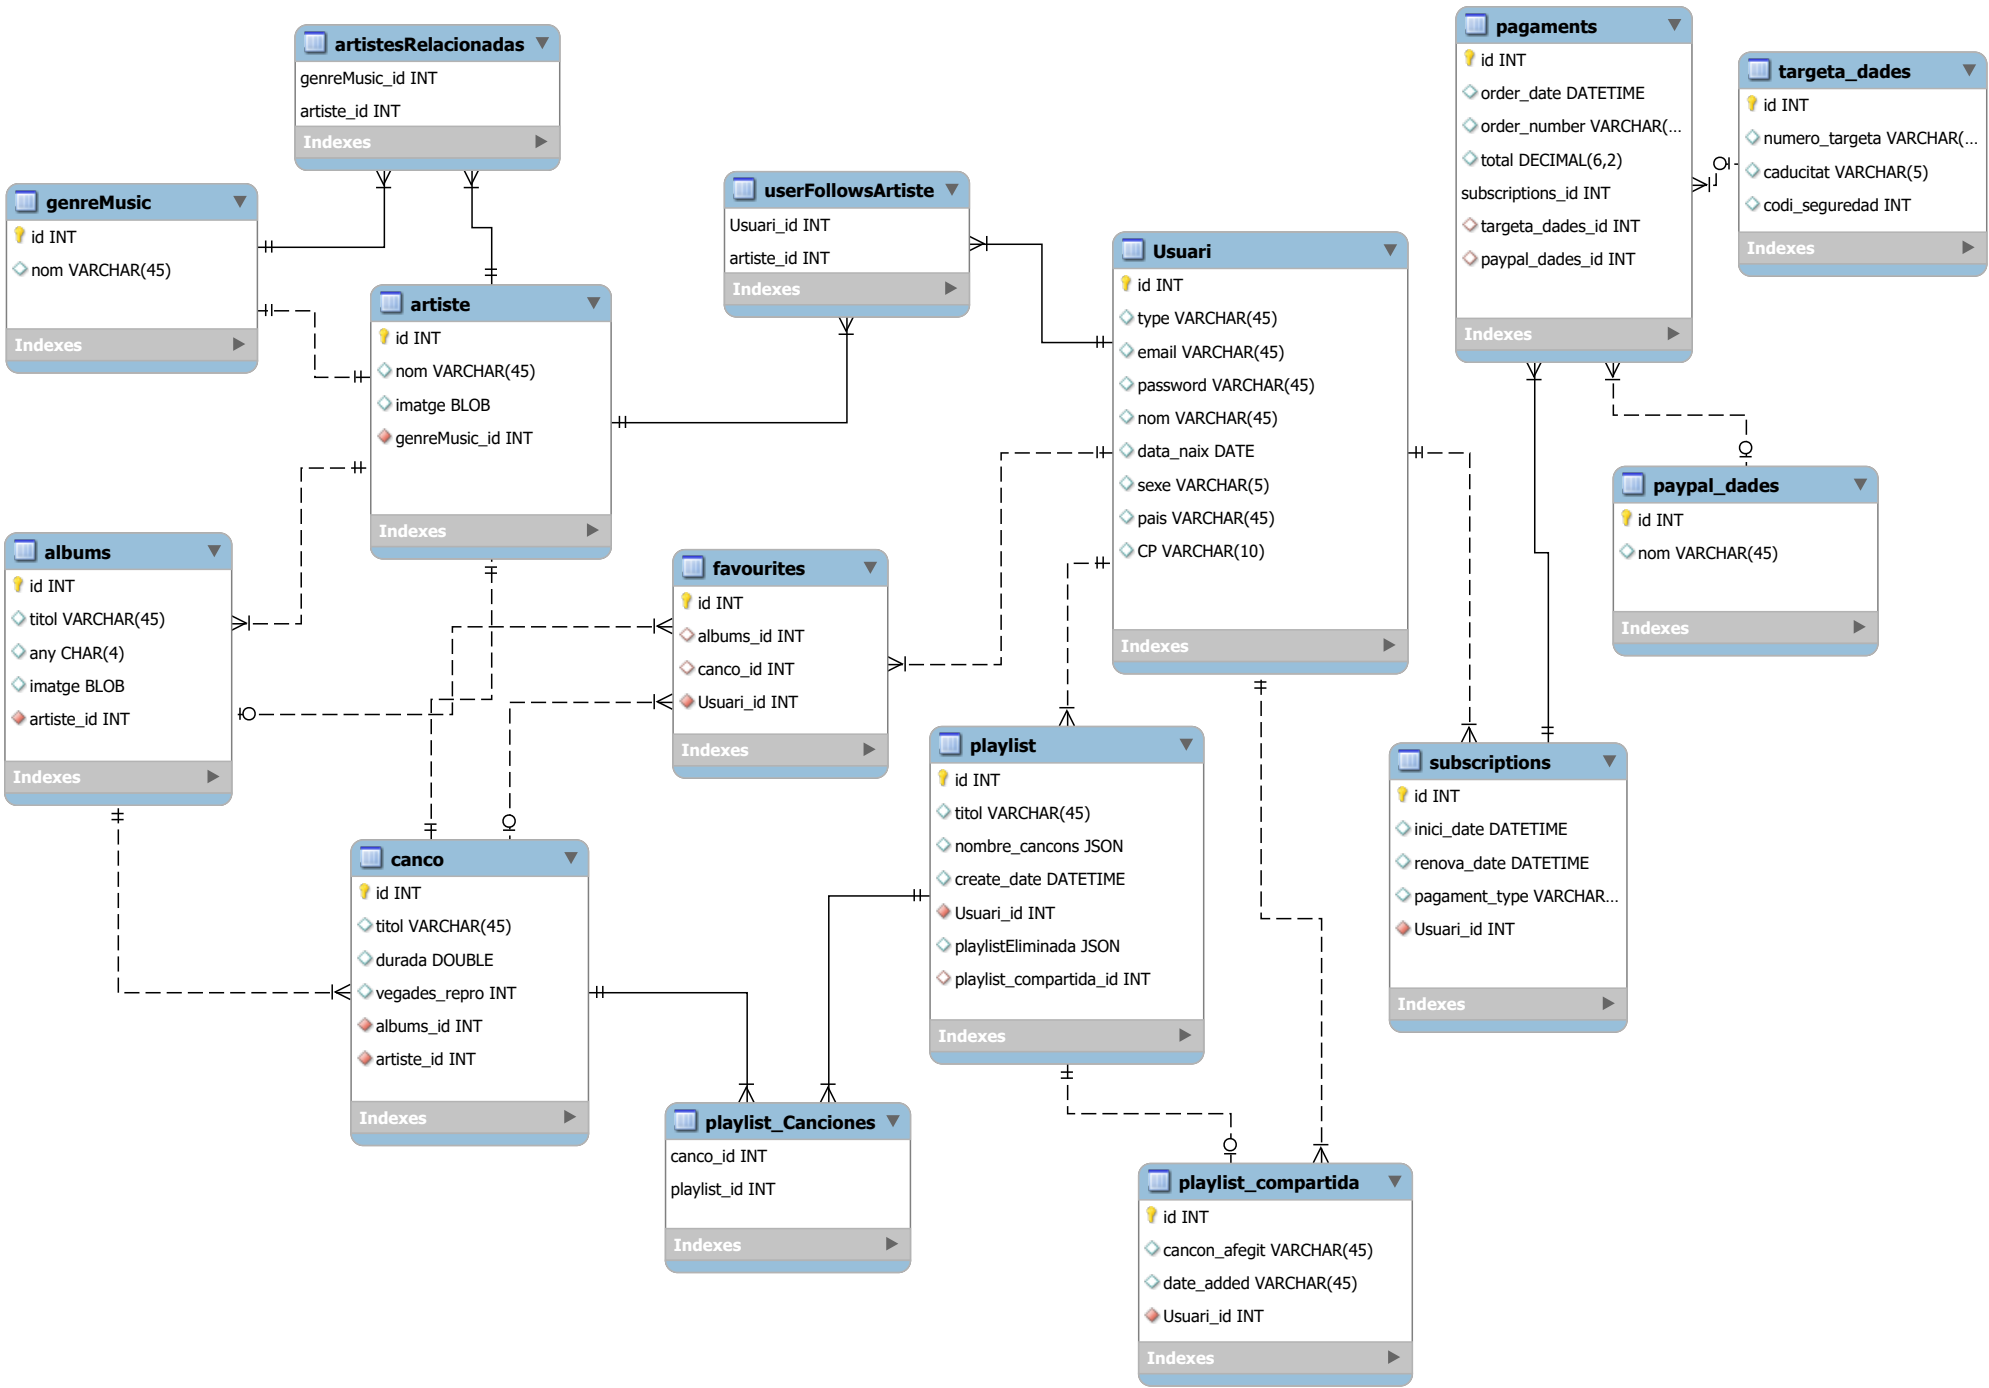 artistesRelacionadas
genreMusic_id INT
artiste_id INT
Indexes
genreMusic
id INT
nom VARCHAR(45)
Indexes
artiste
id INT
nom VARCHAR(45)
imatge BLOB
genreMusic_id INT
Indexes
userFollowsArtiste
Usuari_id INT
artiste_id INT
Indexes
Usuari
id INT
type VARCHAR(45)
email VARCHAR(45)
password VARCHAR(45)
nom VARCHAR(45)
data_naix DATE
sexe VARCHAR(5)
pais VARCHAR(45)
CP VARCHAR(10)
Indexes
pagaments
id INT
order_date DATETIME
order_number VARCHAR(...
total DECIMAL(6,2)
subscriptions_id INT
targeta_dades_id INT
paypal_dades_id INT
Indexes
targeta_dades
id INT
numero_targeta VARCHAR(...
caducitat VARCHAR(5)
codi_seguredad INT
Indexes
paypal_dades
id INT
nom VARCHAR(45)
Indexes
albums
id INT
titol VARCHAR(45)
any CHAR(4)
imatge BLOB
artiste_id INT
Indexes
favourites
id INT
albums_id INT
canco_id INT
Usuari_id INT
Indexes
playlist
id INT
titol VARCHAR(45)
nombre_cancons JSON
create_date DATETIME
Usuari_id INT
playlistEliminada JSON
playlist_compartida_id INT
Indexes
subscriptions
id INT
inici_date DATETIME
renova_date DATETIME
pagament_type VARCHAR...
Usuari_id INT
Indexes
canco
id INT
titol VARCHAR(45)
durada DOUBLE
vegades_repro INT
albums_id INT
artiste_id INT
Indexes
playlist_Canciones
canco_id INT
playlist_id INT
Indexes
playlist_compartida
id INT
cancon_afegit VARCHAR(45)
date_added VARCHAR(45)
Usuari_id INT
Indexes